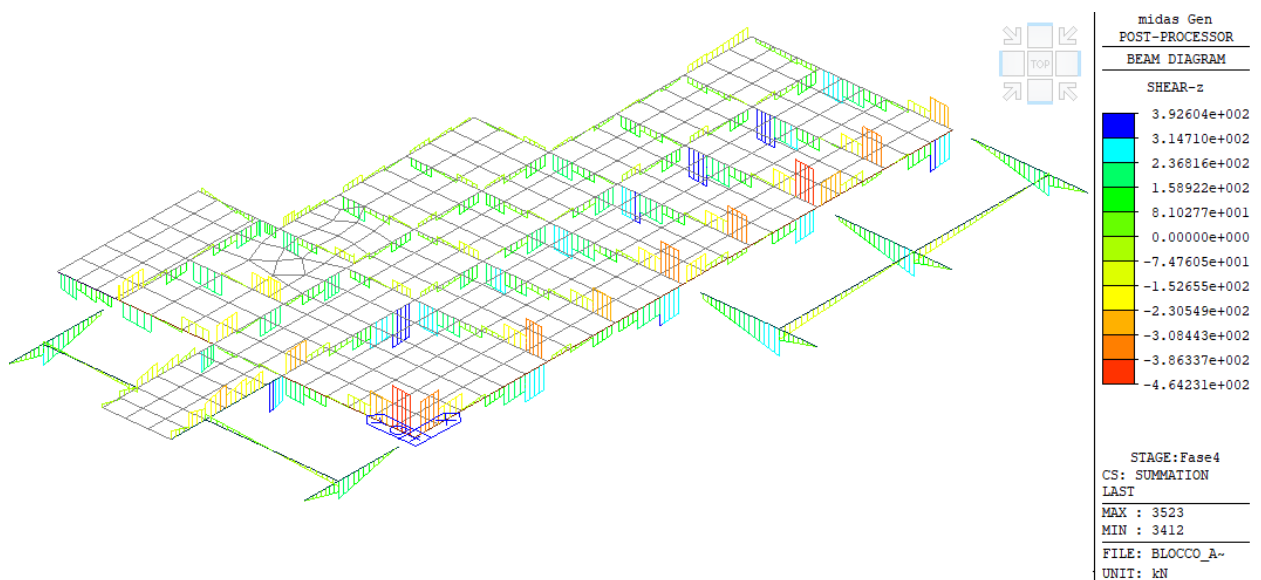 TOP
midas Gen
POST-PROCESSOR
BEAM DIAGRAM
SHEAR-z
3.92604e+002
3.14710e+002
2.36816e+002
1.58922e+002
8.10277e+001
0.00000e+000
-7.47605e+001
-1.52655e+002
-2.30549e+002
-3.08443e+002
-3.86337e+002
-4.64231e+002
STAGE:Fase4
CS: SUMMATION
LAST
MAX : 3523
MIN : 3412
FILE: BLOCCO_A~
UNIT: kN